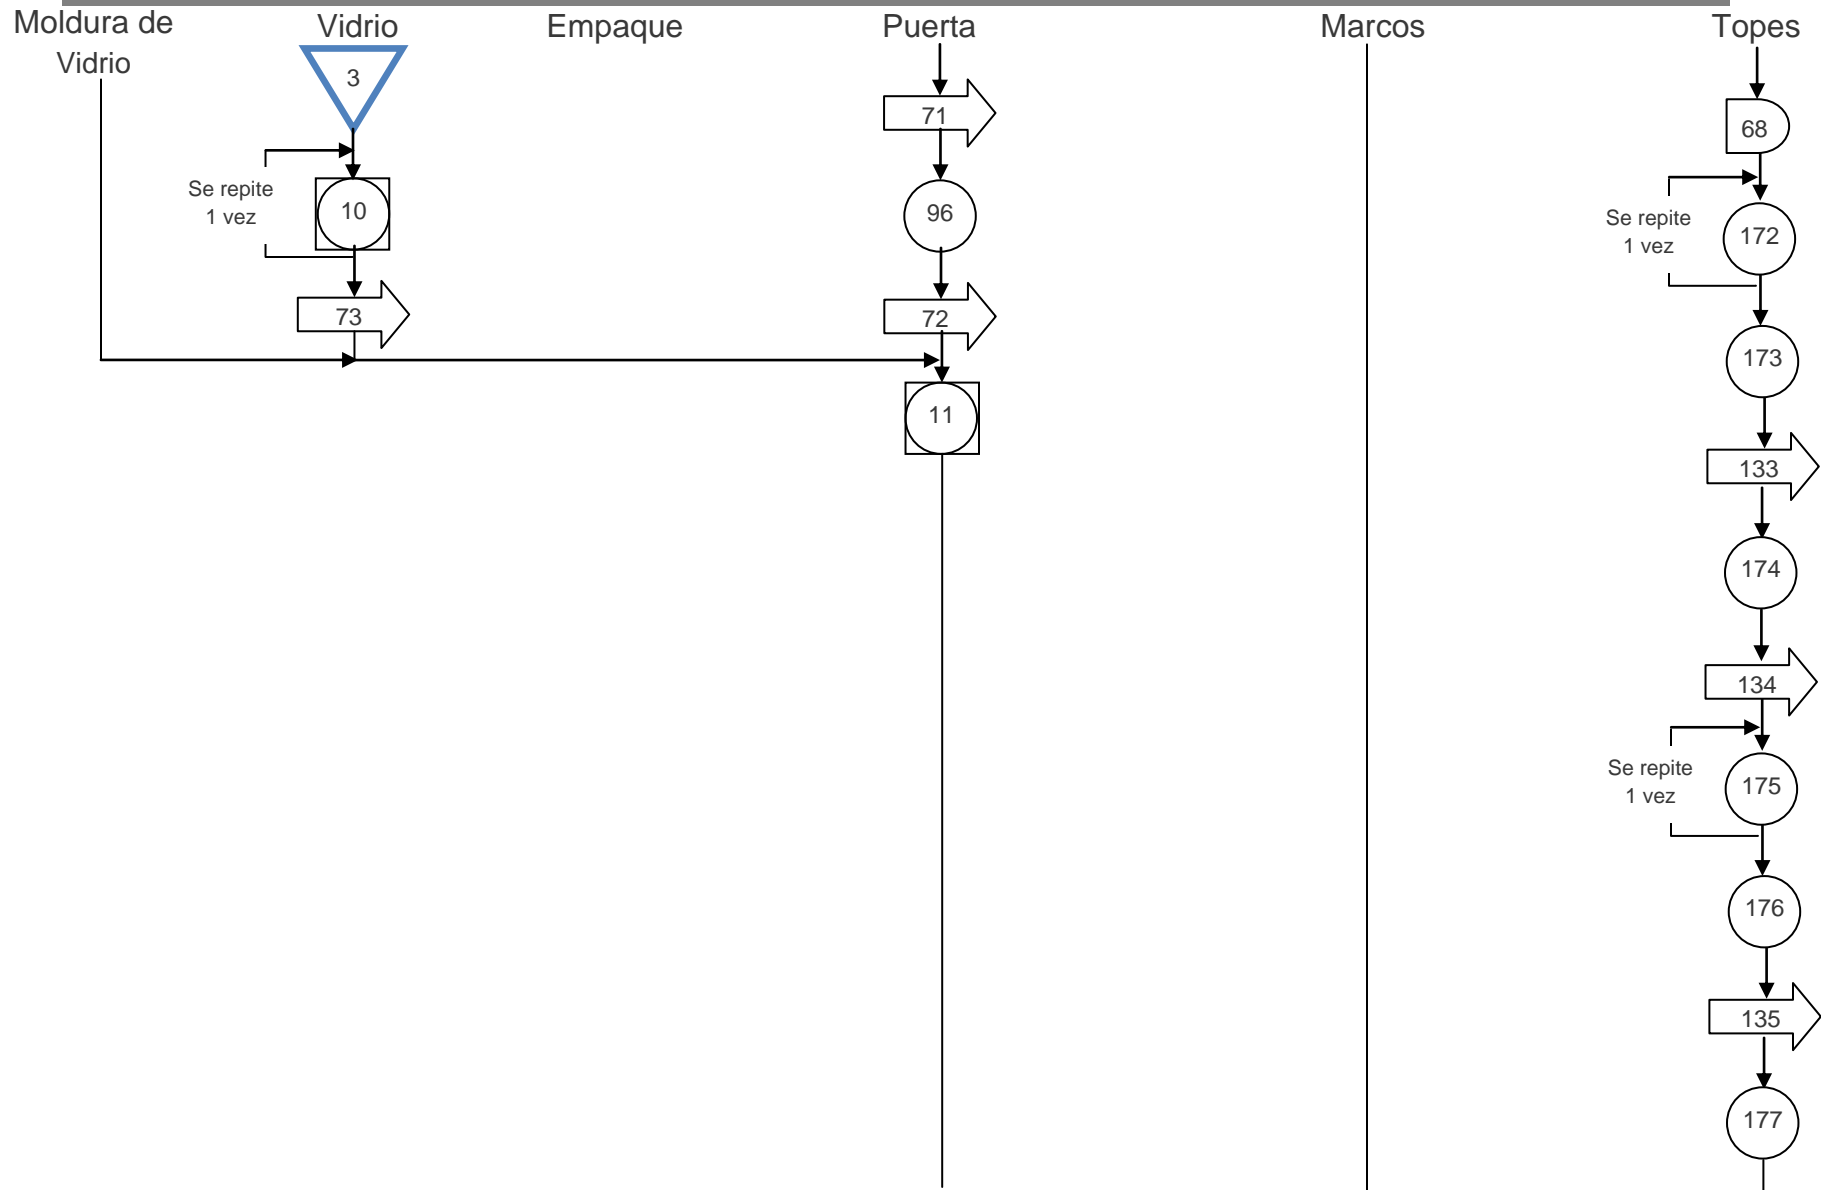 Moldura de
Vidrio
Vidrio
Empaque
Puerta
Marcos
Topes
3
Se repite
1 vez
10
73
71
96
72
11
68
Se repite
1 vez
172
173
133
174
134
Se repite
1 vez
175
176
135
177